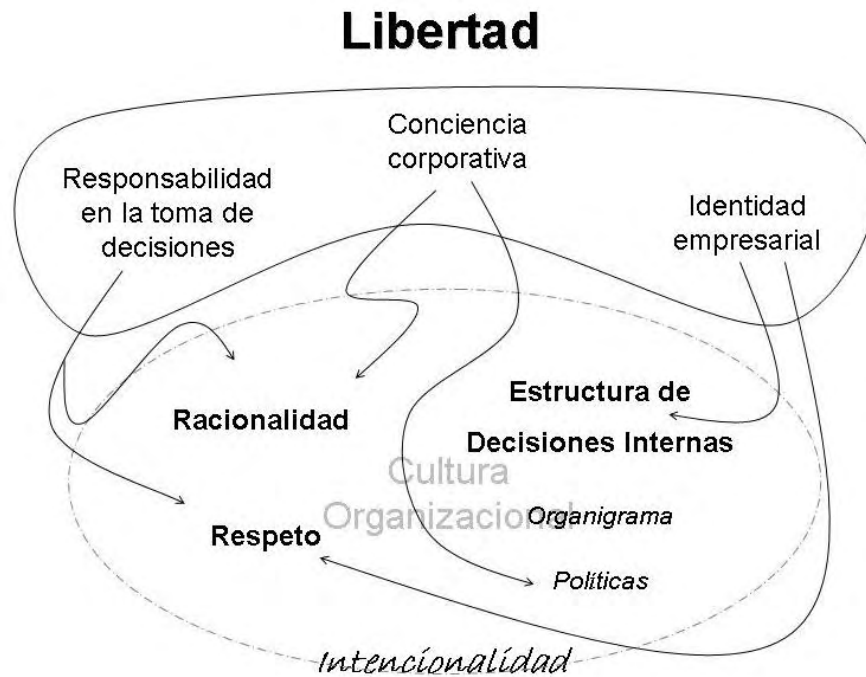 Libertad
Conciencia
corporativa
Responsabilidad
en la toma de
decisiones
Identidad
empresarial
Racionalidad
Estructura de
Decisiones Internas
Cultura
Organizacional
Organigrama
Respeto
Políticas
Intencionalidad